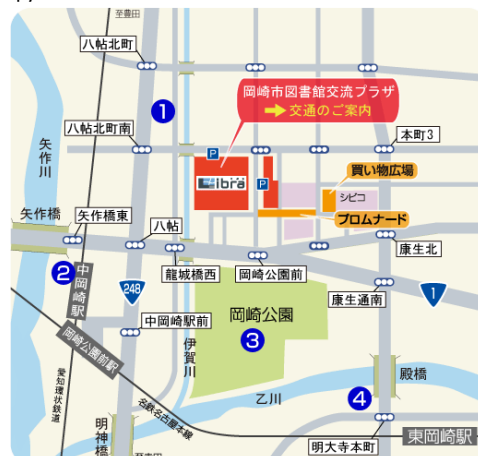 至豊田
八帖北町
1
岡崎市図書館交流プラザ
交通のご案内
八帖北町南
本町3
P
矢作川
買い物広場
Libra
P
シビコ
プロムナード
矢作橋
矢作橋東
八帖
康生北
2
龍城橋西
岡崎公園前
中岡崎駅
248
康生通南
1
岡崎公園
中岡崎駅前
3
伊賀川
岡崎公園前駅
殿橋
愛知環状鉄道
乙川
4
名鉄名古屋本線
明神橋
明大寺本町
東岡崎駅